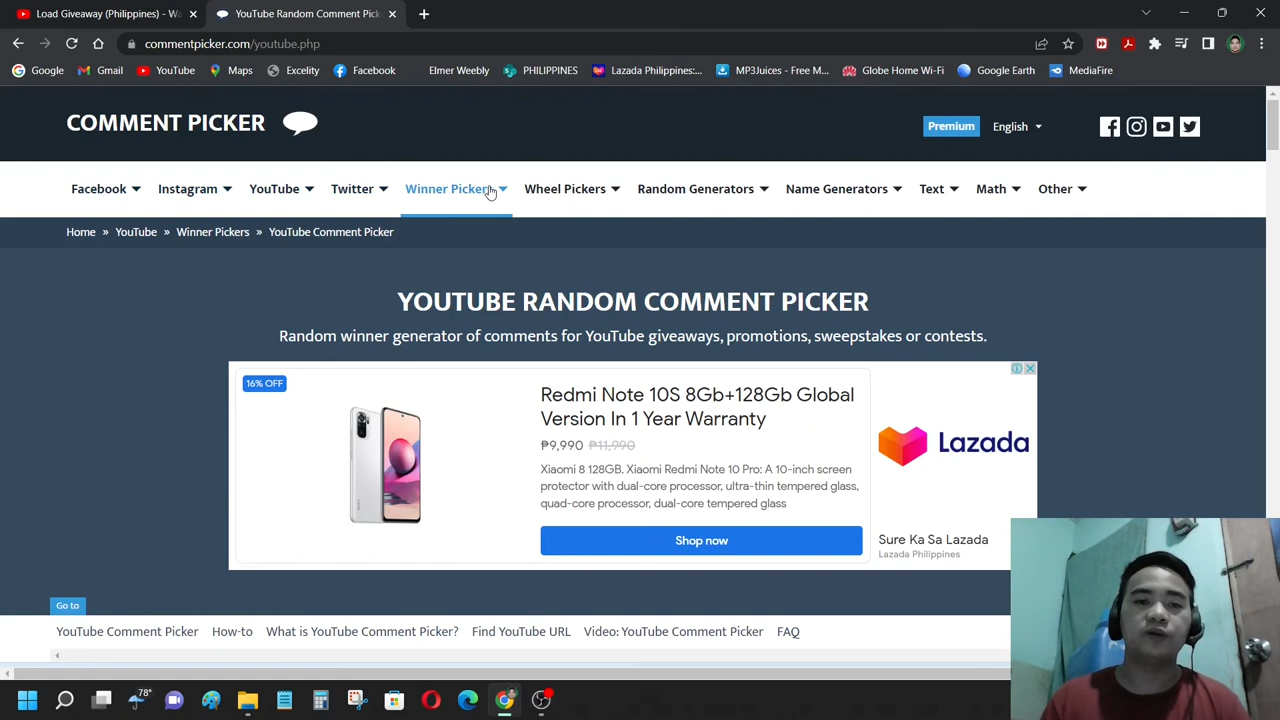 Load Giveaway (Philippines) - Wa
YouTube Random Comment Pick
commentpicker.com/youtube.php
Google
Gmail
YouTube
Maps
Excelity
Facebook
Elmer Weebly
PHILIPPINES
Lazada Philippines:...
MP3Juices - Free M...
Globe Home Wi-Fi
Google Earth
MediaFire
COMMENT PICKER
Premium
English
Facebook
Instagram
YouTube
Twitter
Winner Pickers
Wheel Pickers
Random Generators
Name Generators
Text
Math
Other
Home » YouTube » Winner Pickers » YouTube Comment Picker
YOUTUBE RANDOM COMMENT PICKER
Random winner generator of comments for YouTube giveaways, promotions, sweepstakes or contests.
16% OFF
Redmi Note 10S 8Gb+128Gb Global
Version In 1 Year Warranty
₱9,990 ₱11,990
Xiaomi 8 128GB. Xiaomi Redmi Note 10 Pro: A 10-inch screen
protector with dual-core processor, ultra-thin tempered glass,
quad-core processor, dual-core tempered glass
Shop now
Lazada
Sure Ka Sa Lazada
Lazada Philippines
Go to
YouTube Comment Picker
How-to
What is YouTube Comment Picker?
Find YouTube URL
Video: YouTube Comment Picker
FAQ
78°